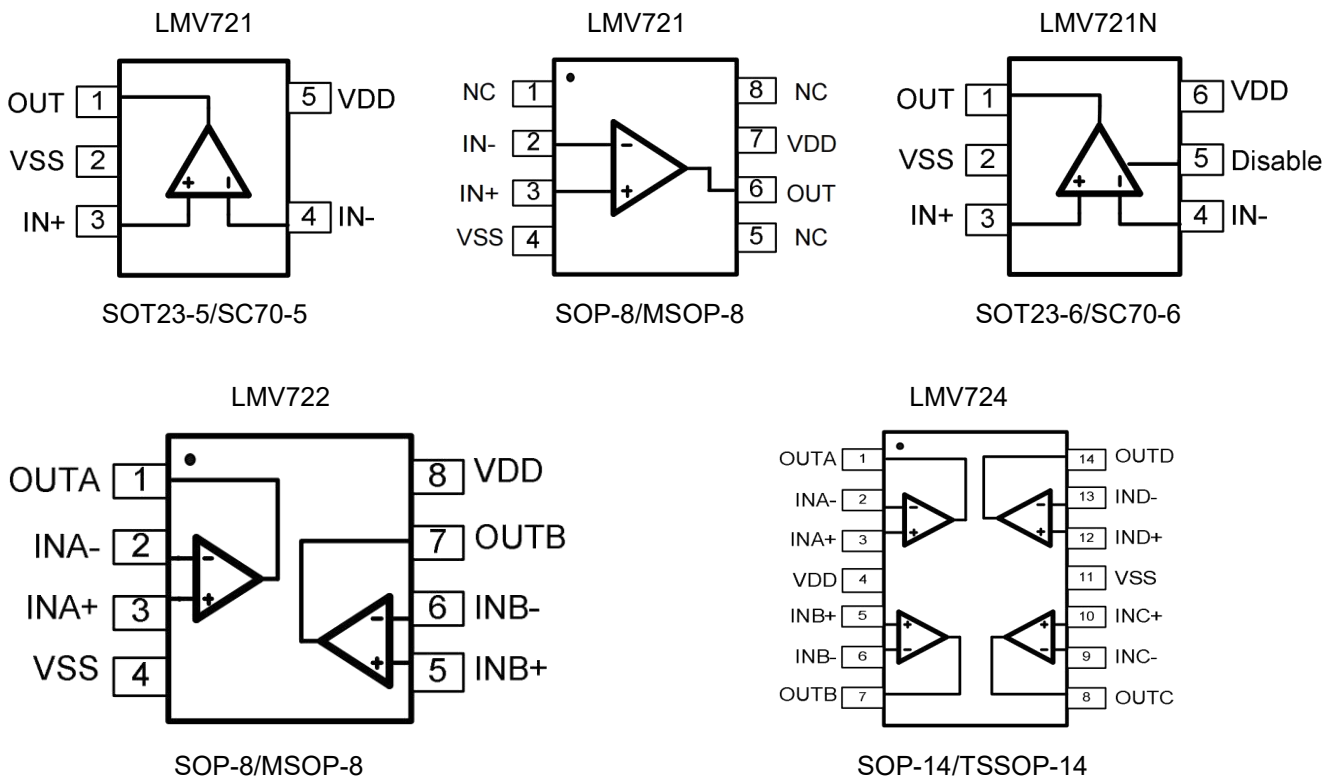 LMV721
OUT 1 5 VDD
VSS 2
IN+ 3 + - 4 IN-
SOT23-5/SC70-5
LMV721
NC 1 8 NC
IN- 2 - 7 VDD
IN+ 3 + 6 OUT
VSS 4 5 NC
SOP-8/MSOP-8
LMV721N
OUT 1 6 VDD
VSS 2 5 Disable
IN+ 3 + - 4 IN-
SOT23-6/SC70-6
LMV722
OUTA 1 8 VDD
INA- 2 - 7 OUTB
INA+ 3 + - 6 INB-
VSS 4 + 5 INB+
SOP-8/MSOP-8
LMV724
OUTA 1 14 OUTD
INA- 2 - - 13 IND-
INA+ 3 + + 12 IND+
VDD 4 11 VSS
INB+ 5 + + 10 INC+
INB- 6 - - 9 INC-
OUTB 7 8 OUTC
SOP-14/TSSOP-14